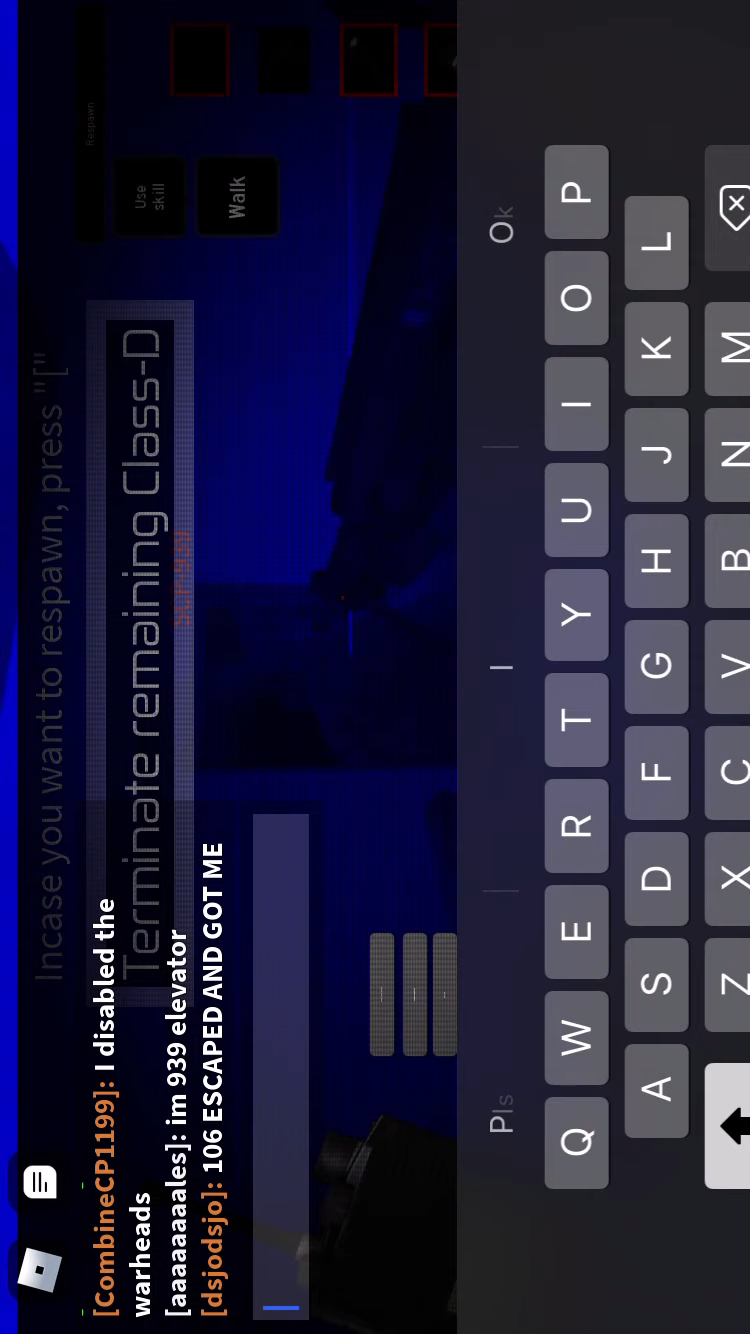 Respawn
Use
skill
Walk
Incase you want to respawn, press "["
Terminate remaining Class-D
SCP-939
[CombineCP1199]: I disabled the
warheads
[aaaaaaaales]: im 939 elevator
[dsjodsjo]: 106 ESCAPED AND GOT ME
Pls I Ok
Q W E R T Y U I O P
A S D F G H J K L
Z X C V B N M